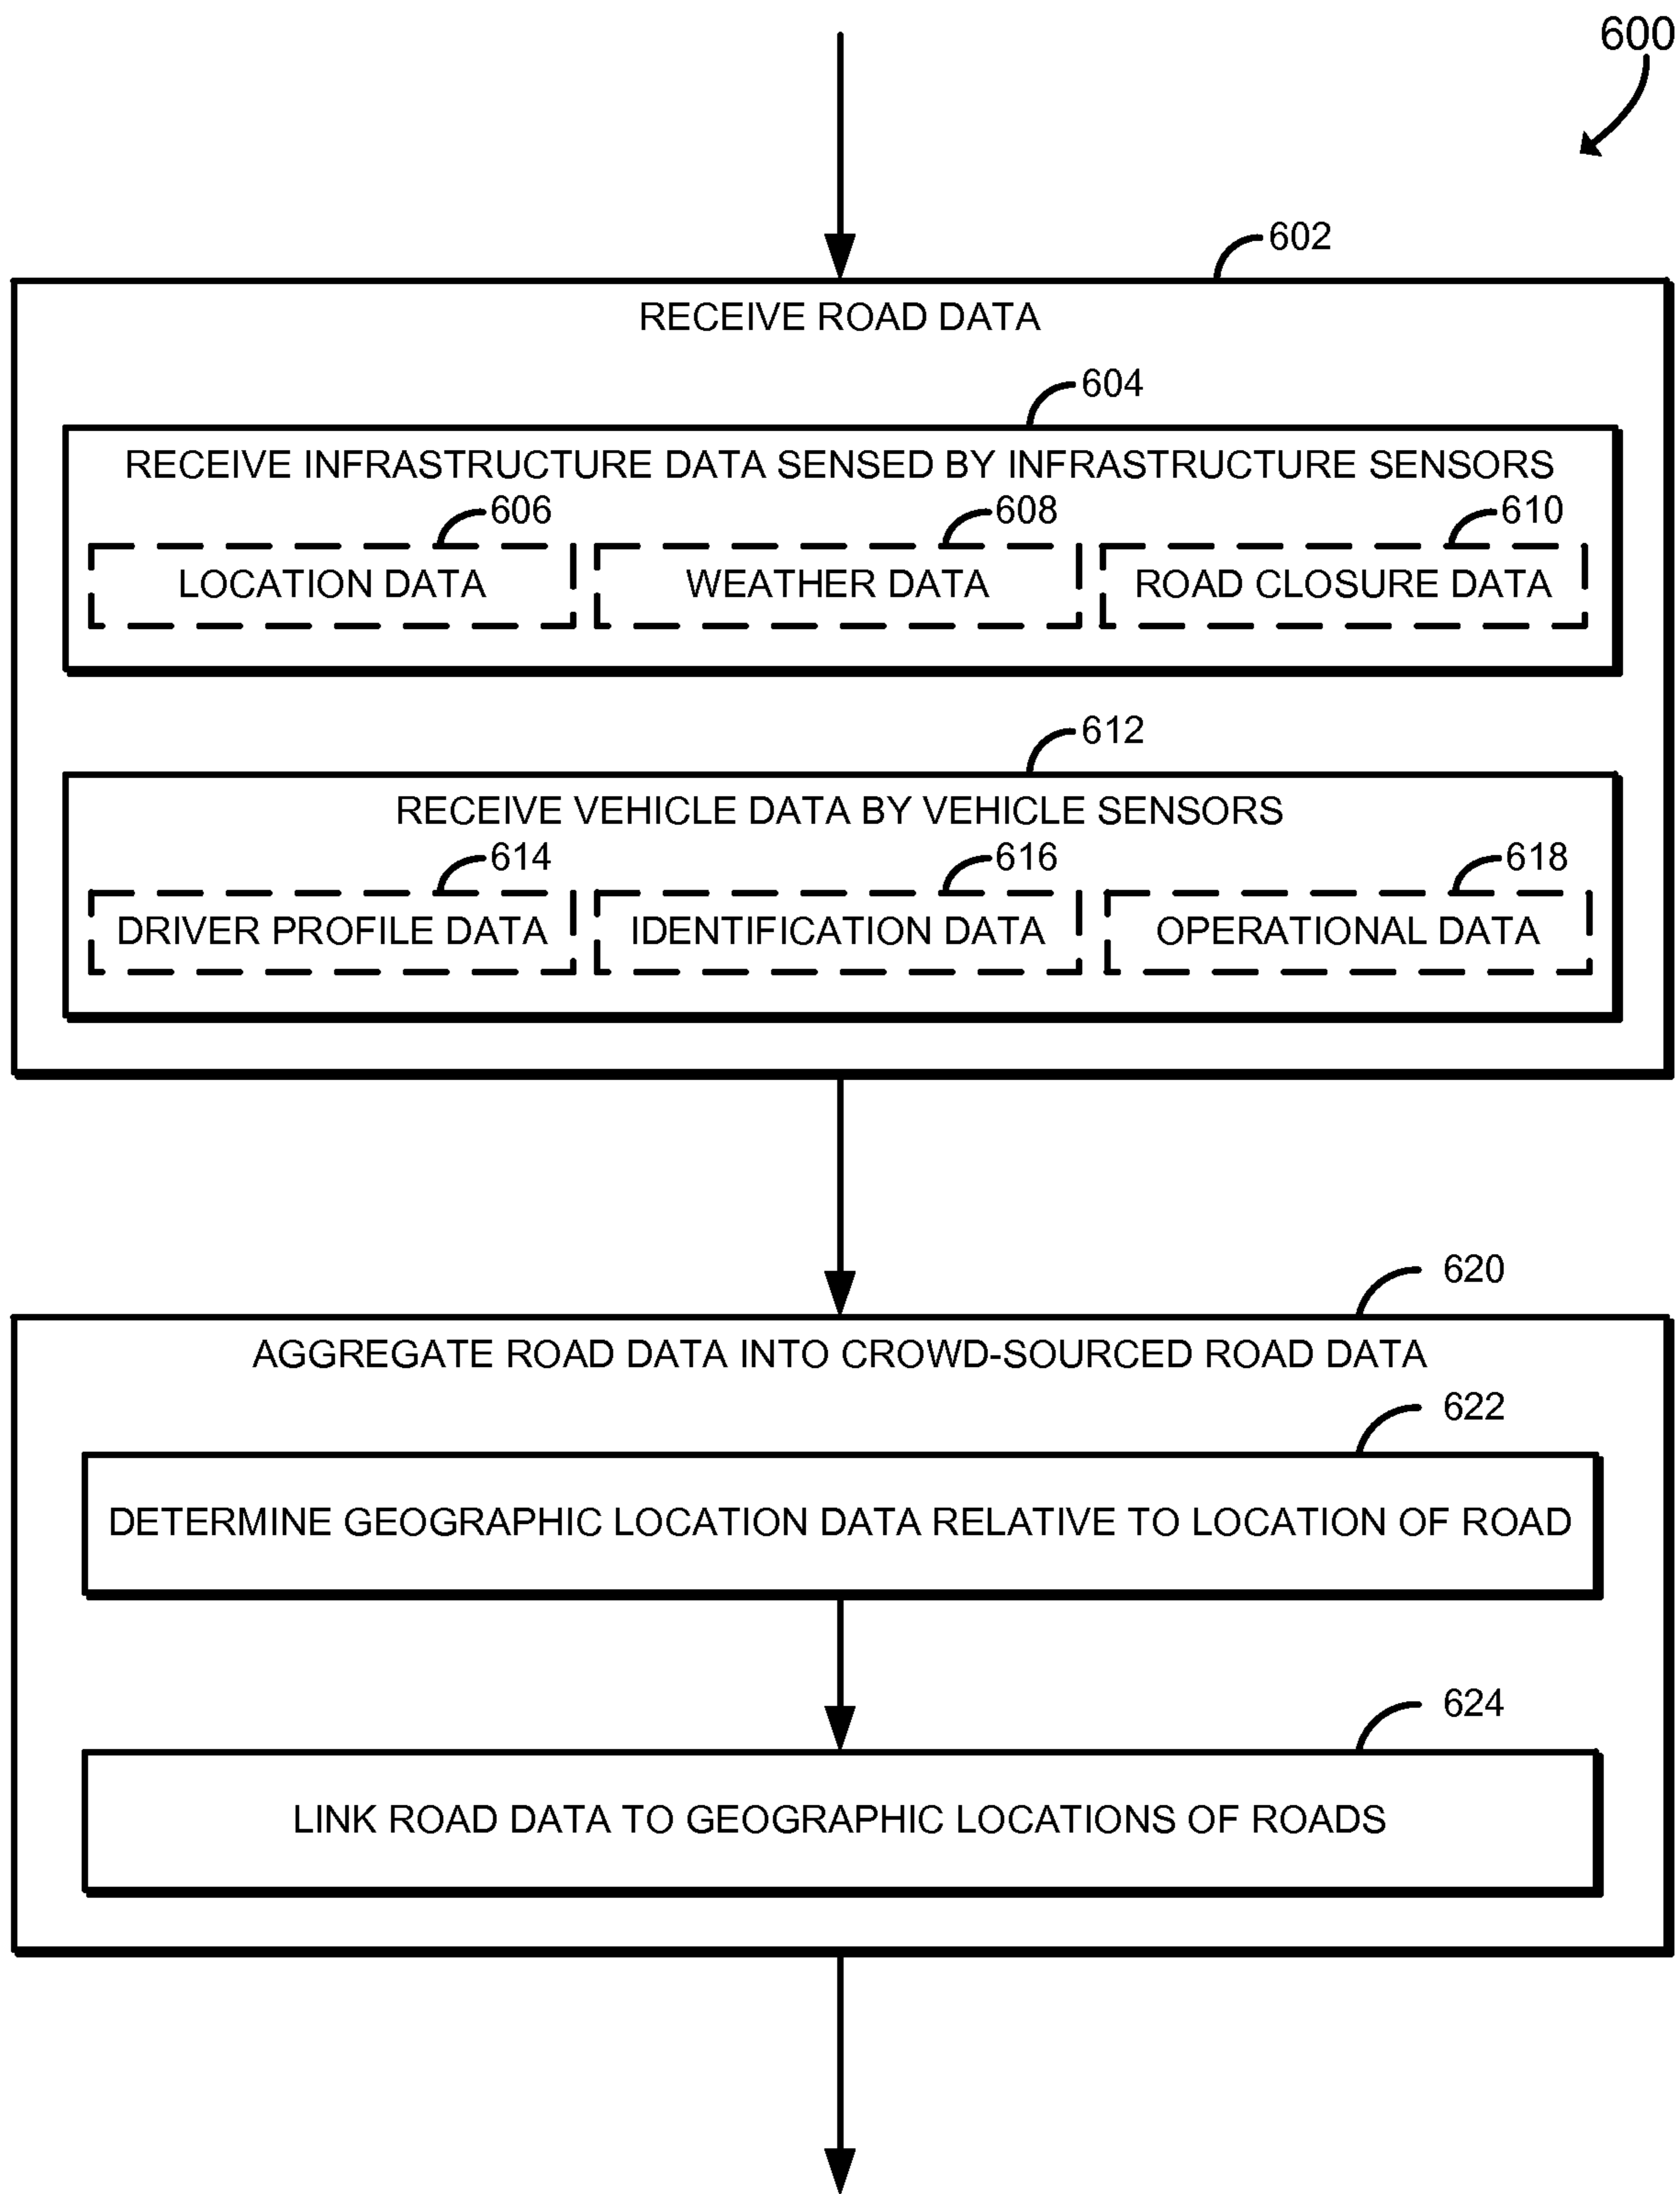 600
602
RECEIVE ROAD DATA
604
RECEIVE INFRASTRUCTURE DATA SENSED BY INFRASTRUCTURE SENSORS
606
608
610
LOCATION DATA
WEATHER DATA
ROAD CLOSURE DATA
612
RECEIVE VEHICLE DATA BY VEHICLE SENSORS
614
616
618
DRIVER PROFILE DATA
IDENTIFICATION DATA
OPERATIONAL DATA
620
AGGREGATE ROAD DATA INTO CROWD-SOURCED ROAD DATA
622
DETERMINE GEOGRAPHIC LOCATION DATA RELATIVE TO LOCATION OF ROAD
624
LINK ROAD DATA TO GEOGRAPHIC LOCATIONS OF ROADS